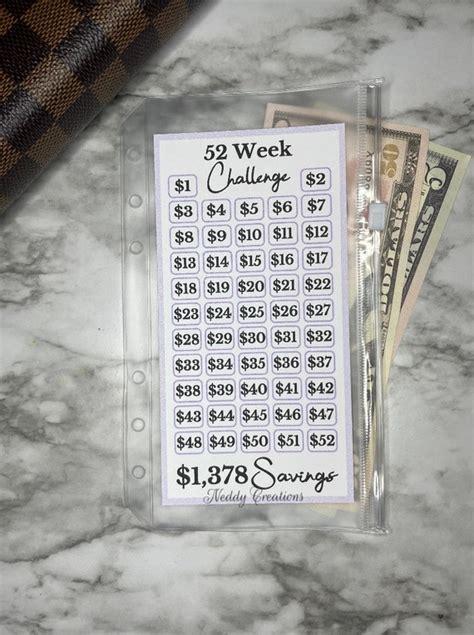 52 Week
Challenge
$1 $2
$3 $4 $5 $6 $7
$8 $9 $10 $11 $12
$13 $14 $15 $16 $17
$18 $19 $20 $21 $22
$23 $24 $25 $26 $27
$28 $29 $30 $31 $32
$33 $34 $35 $36 $37
$38 $39 $40 $41 $42
$43 $44 $45 $46 $47
$48 $49 $50 $51 $52
$1,378 Savings
Neddy Creations
DOLLARS